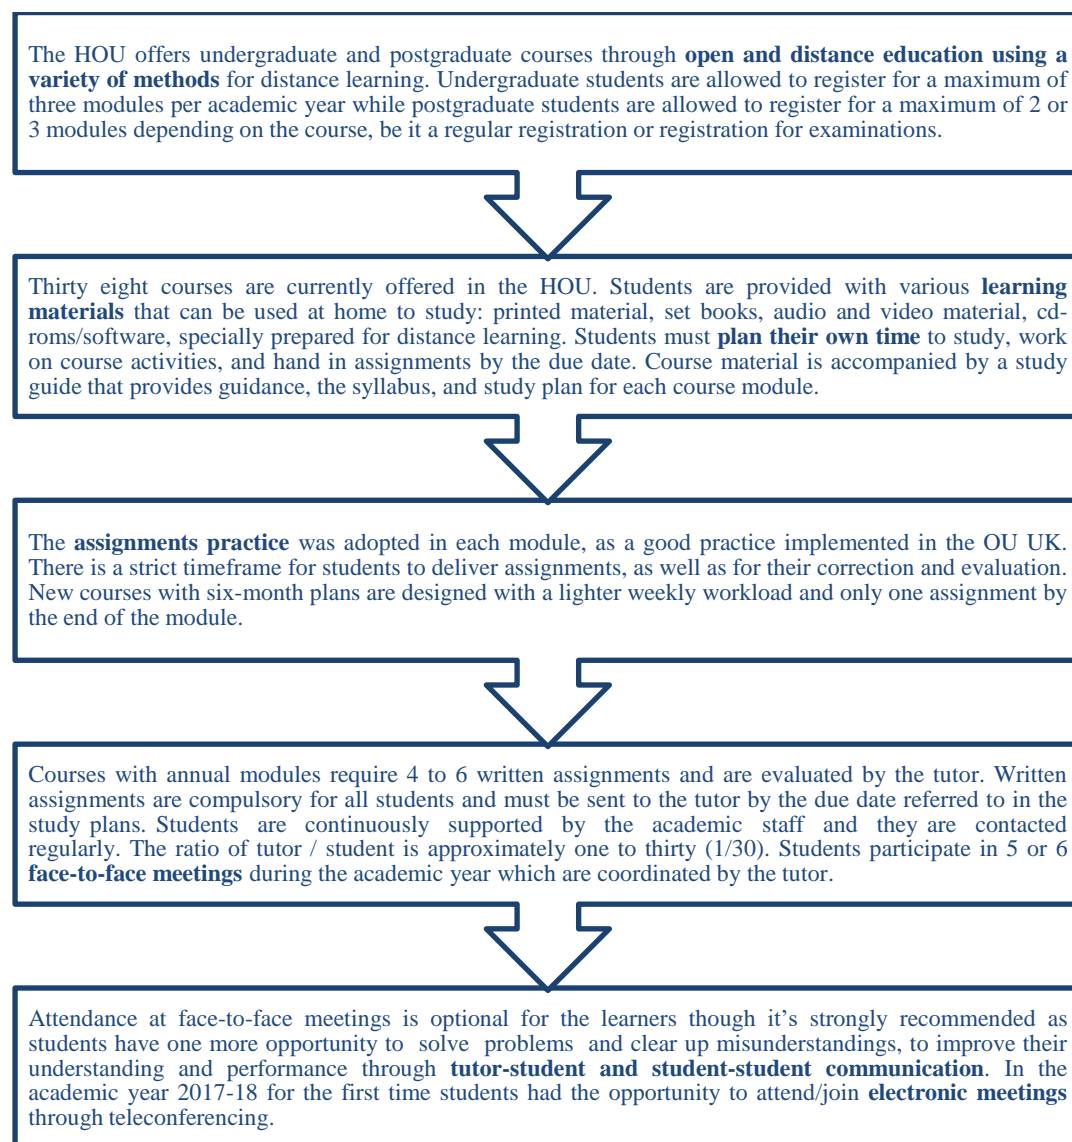 The HOU offers undergraduate and postgraduate courses through open and distance education using a
variety of methods for distance learning. Undergraduate students are allowed to register for a maximum of
three modules per academic year while postgraduate students are allowed to register for a maximum of 2 or
3 modules depending on the course, be it a regular registration or registration for examinations.
Thirty eight courses are currently offered in the HOU. Students are provided with various learning
materials that can be used at home to study: printed material, set books, audio and video material, cd-
roms/software, specially prepared for distance learning. Students must plan their own time to study, work
on course activities, and hand in assignments by the due date. Course material is accompanied by a study
guide that provides guidance, the syllabus, and study plan for each course module.
The assignments practice was adopted in each module, as a good practice implemented in the OU UK.
There is a strict timeframe for students to deliver assignments, as well as for their correction and evaluation.
New courses with six-month plans are designed with a lighter weekly workload and only one assignment by
the end of the module.
Courses with annual modules require 4 to 6 written assignments and are evaluated by the tutor. Written
assignments are compulsory for all students and must be sent to the tutor by the due date referred to in the
study plans. Students are continuously supported by the academic staff and they are contacted
regularly. The ratio of tutor / student is approximately one to thirty (1/30). Students participate in 5 or 6
face-to-face meetings during the academic year which are coordinated by the tutor.
Attendance at face-to-face meetings is optional for the learners though it's strongly recommended as
students have one more opportunity to solve problems and clear up misunderstandings, to improve their
understanding and performance through tutor-student and student-student communication. In the
academic year 2017-18 for the first time students had the opportunity to attend/join electronic meetings
through teleconferencing.